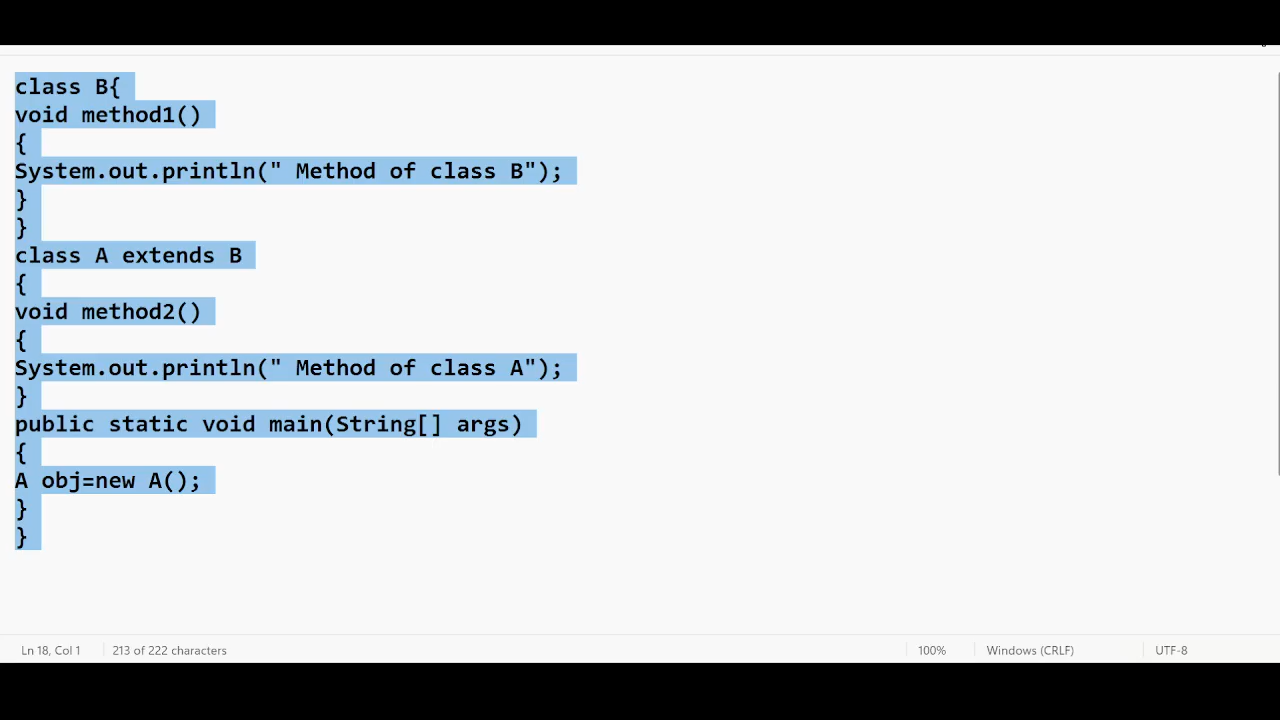 class B{
void method1()
{
System.out.println(" Method of class B");
}
}
class A extends B
{
void method2()
{
System.out.println(" Method of class A");
}
public static void main(String[] args)
{
A obj=new A();
}
}
Ln 18, Col 1 213 of 222 characters 100% Windows (CRLF) UTF-8